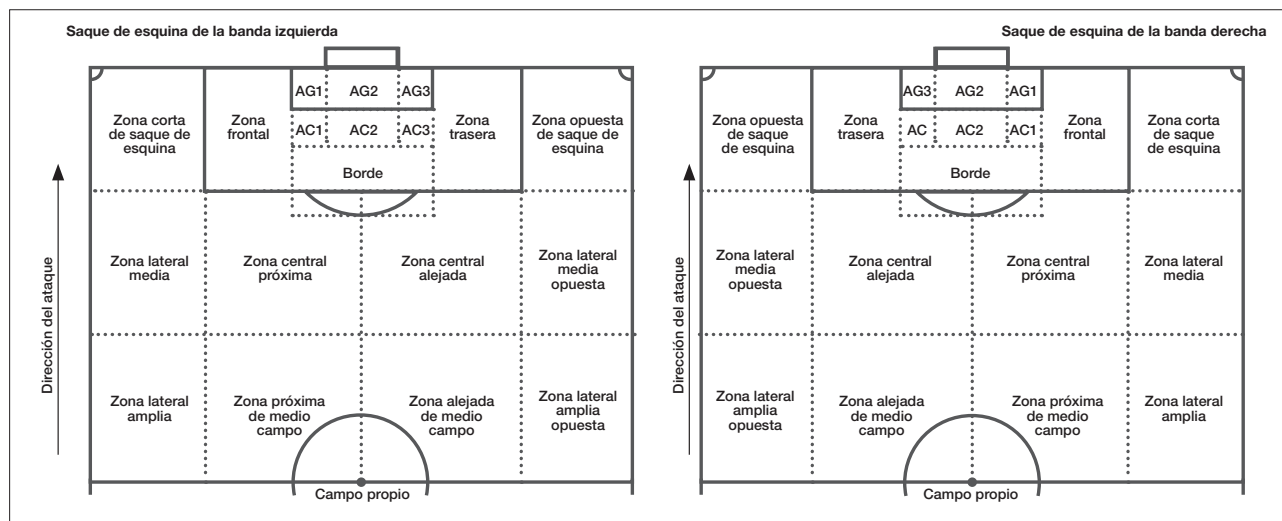 Saque de esquina de la banda izquierda
Zona corta
de saque de
esquina
Zona
frontal
AG1
AG2
AG3
AC1
AC2
AC3
Zona
trasera
Zona
opuesta de
saque de
esquina
Borde
Zona lateral
media
Zona central
próxima
Zona central
alejada
Zona lateral
media
opuesta
Zona lateral
amplia
Zona próxima
de medio
campo
Zona alejada
de medio
campo
Zona lateral
amplia
opuesta
Dirección del ataque
Campo propio
Saque de esquina de la banda derecha
Zona opuesta
de saque
de esquina
Zona
trasera
AG3
AG2
AG1
AC
AC2
AC1
Zona
frontal
Zona corta
de saque
de esquina
Borde
Zona lateral
media
opuesta
Zona central
alejada
Zona central
próxima
Zona lateral
media
Zona lateral
amplia
opuesta
Zona alejada
de medio
campo
Zona próxima
de medio
campo
Zona lateral
amplia
Dirección del ataque
Campo propio